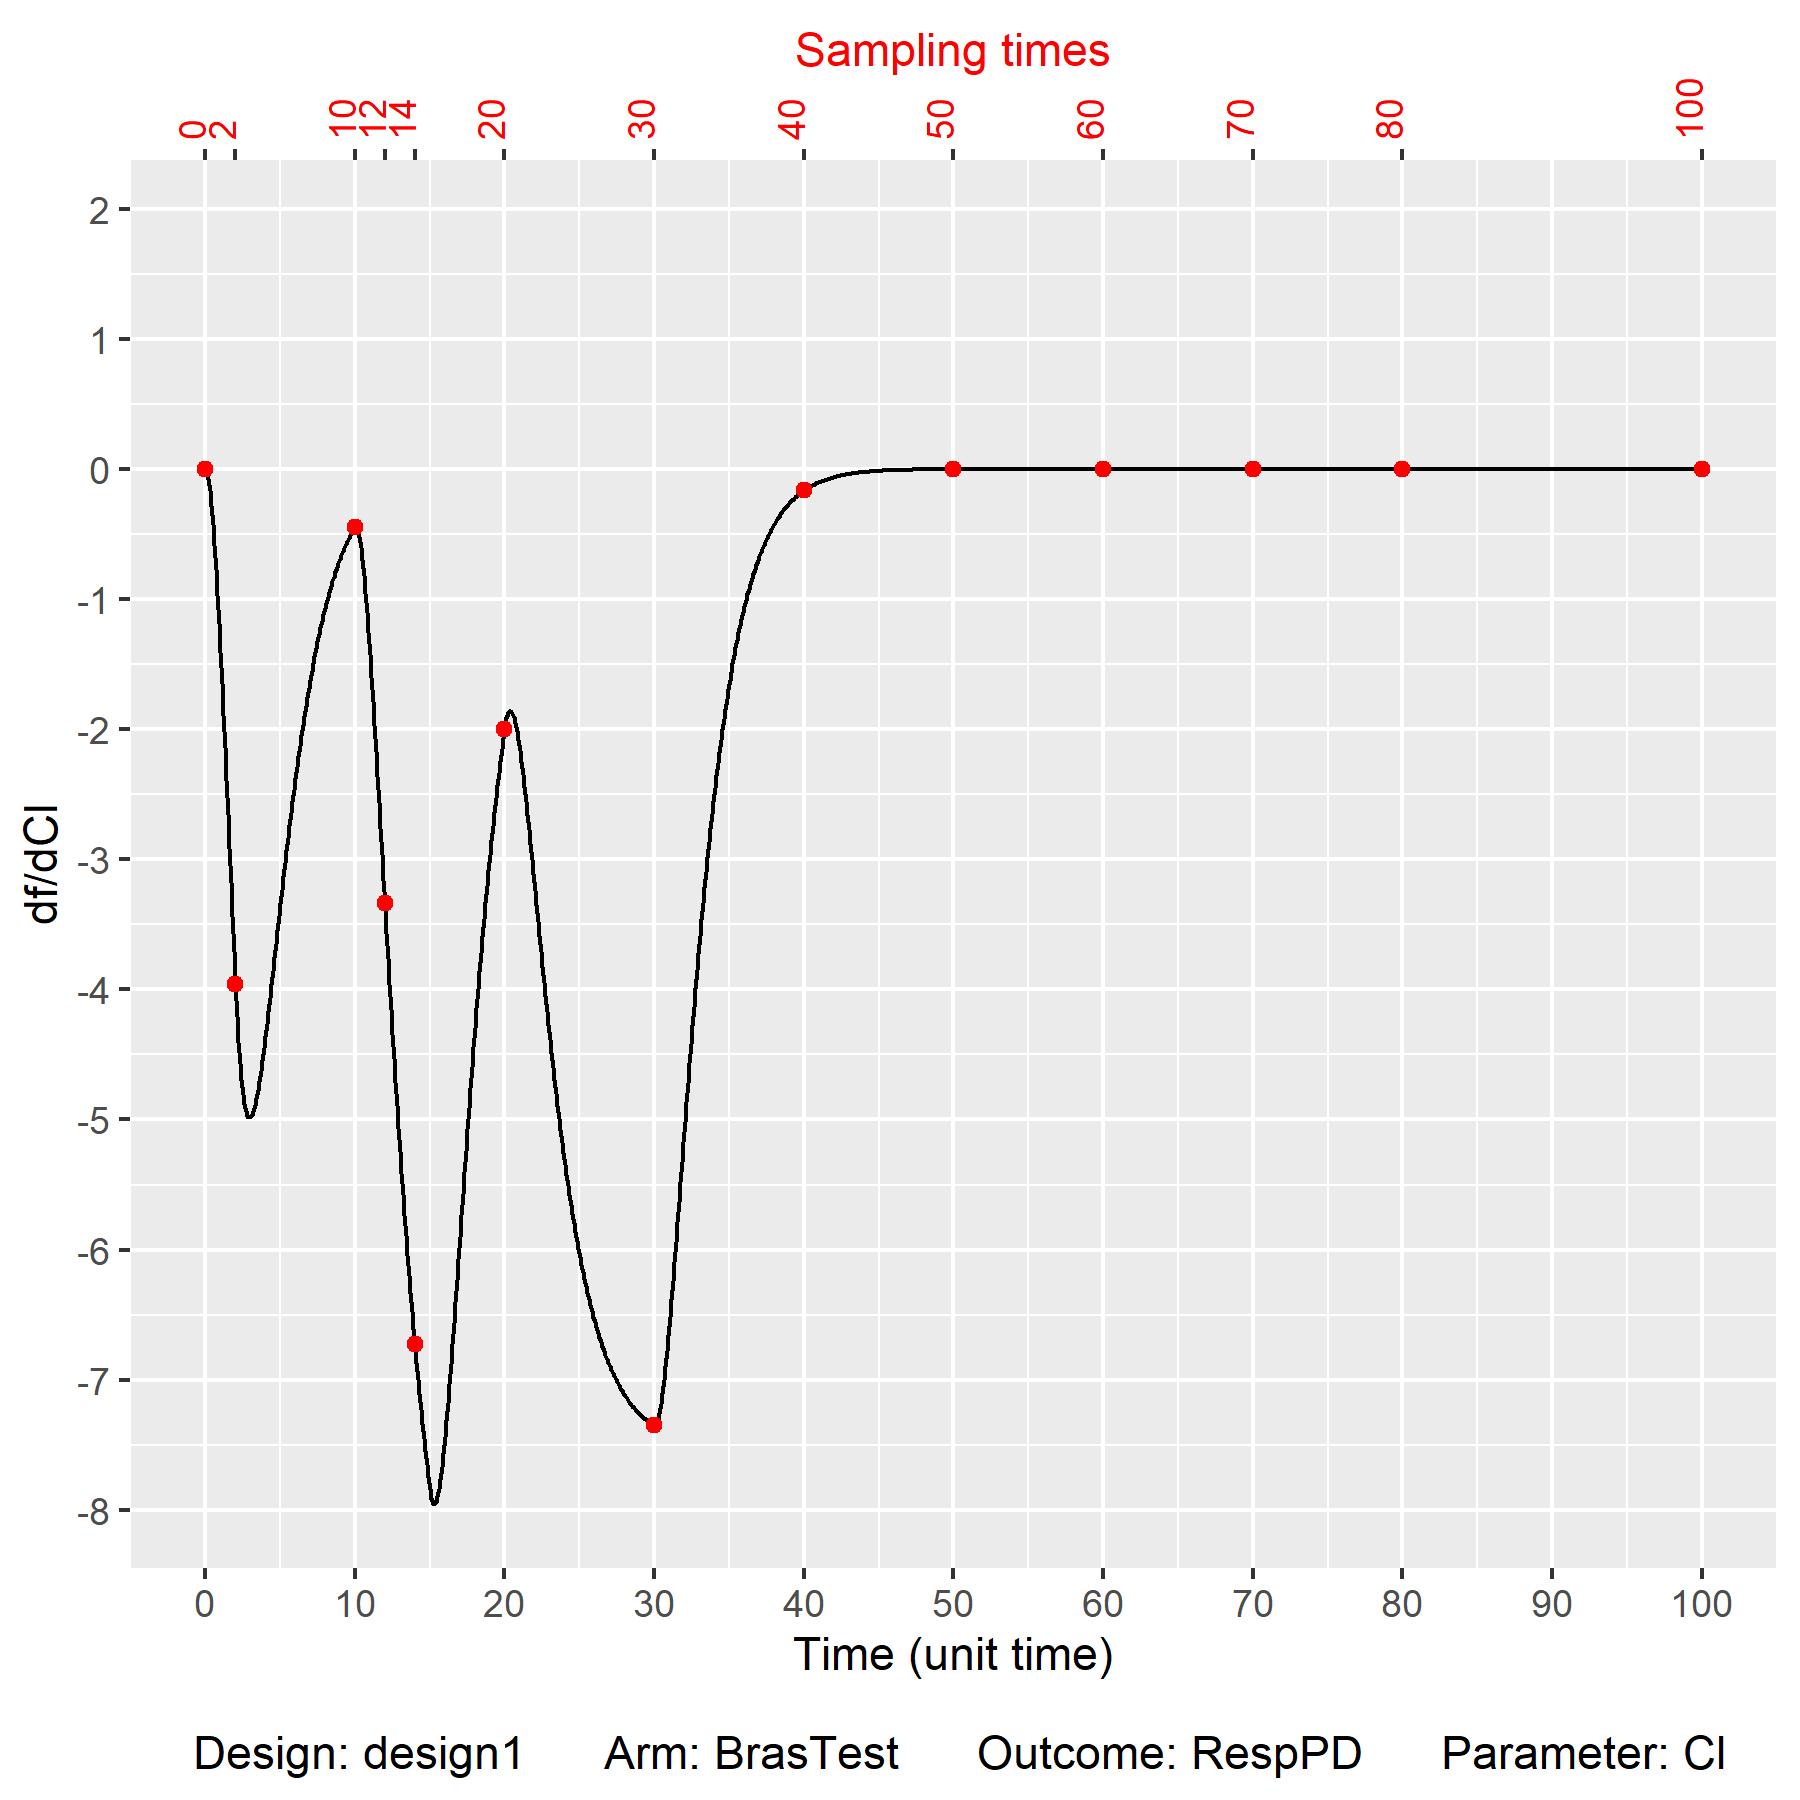 Sampling times
0 2 10 12 14 20 30 40 50 60 70 80 100
2
1
0
-1
-2
-3
-4
-5
-6
-7
-8
df/dCl
0 10 20 30 40 50 60 70 80 90 100
Time (unit time)
Design: design1 Arm: BrasTest Outcome: RespPD Parameter: Cl